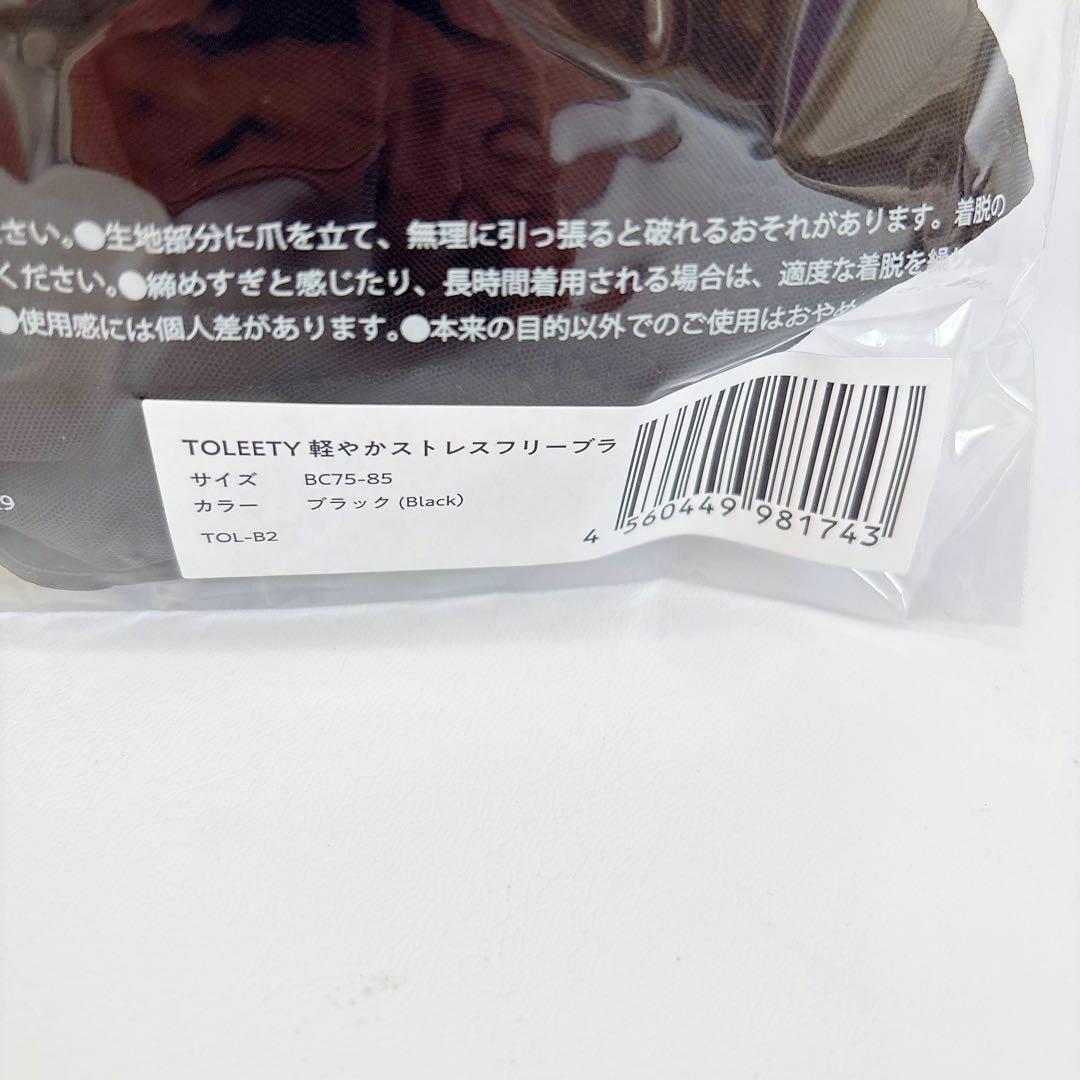 さい。●生地部分に爪を立て、無理に引っ張ると破れるおそれがあります。着脱の
ください。●締めすぎと感じたり、長時間着用される場合は、適度な着脱を繰り
●使用感には個人差があります。●本来の目的以外でのご使用はおやめ
9
TOLEETY 軽やかストレスフリーブラ
サイズ BC75-85
カラー ブラック (Black)
TOL-B2
4 560449 981743